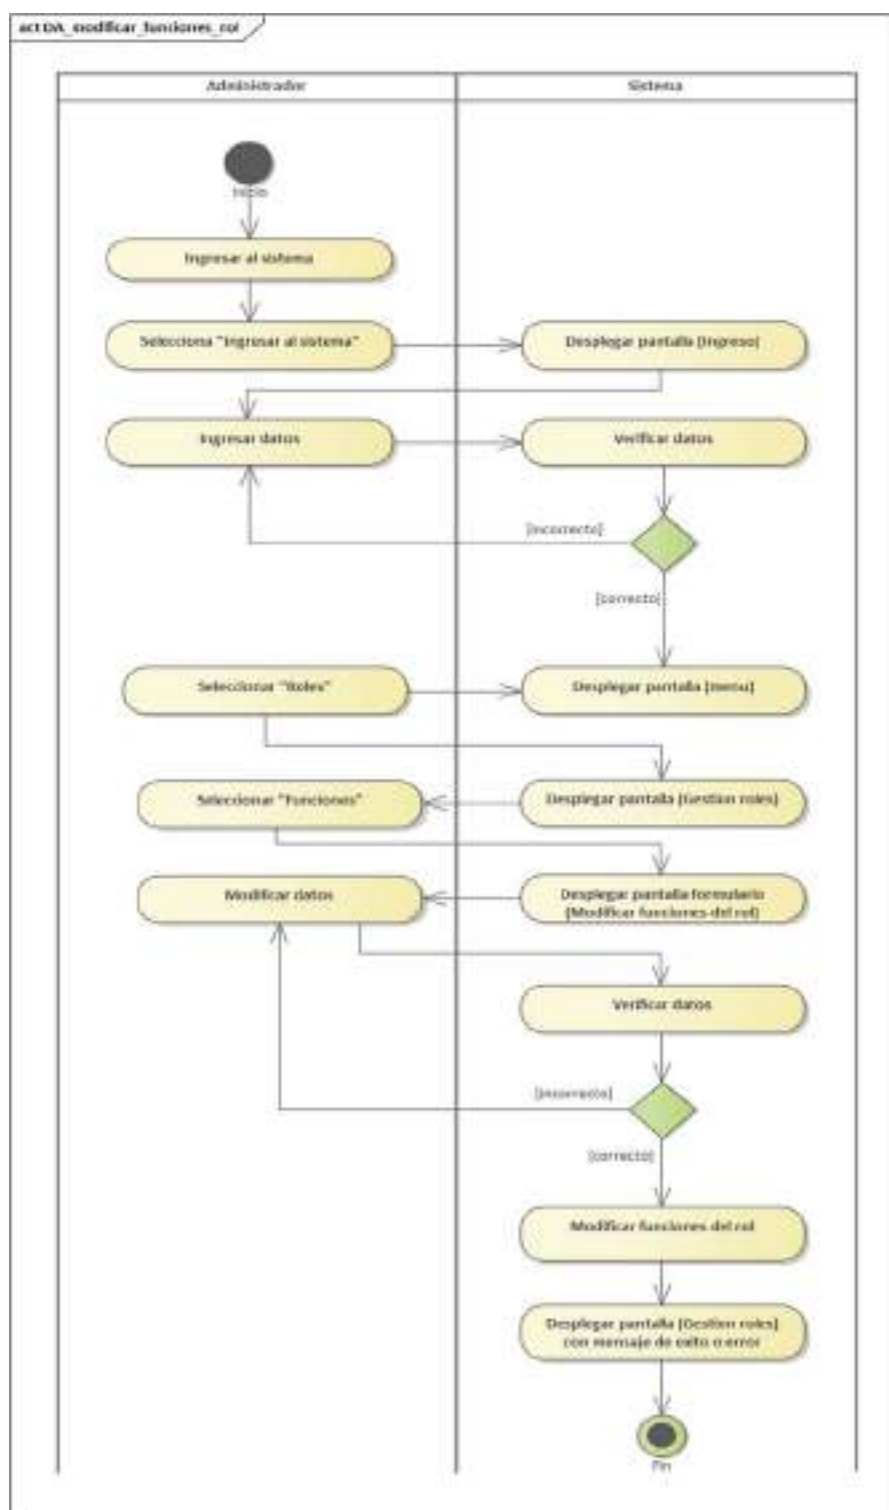 act DA_modificar_funciones_rol
Administrador
Sistema
Inicio
Ingresar al sistema
Selecciona "Ingresar al sistema"
Desplegar pantalla (Ingreso)
Ingresar datos
Verificar datos
[incorrecto]
[correcto]
Seleccionar "Roles"
Desplegar pantalla (menu)
Seleccionar "Funciones"
Desplegar pantalla (Gestion roles)
Modificar datos
Desplegar pantalla formulario
(Modificar funciones del rol)
Verificar datos
[incorrecto]
[correcto]
Modificar funciones del rol
Desplegar pantalla (Gestion roles)
con mensaje de exito o error
Fin